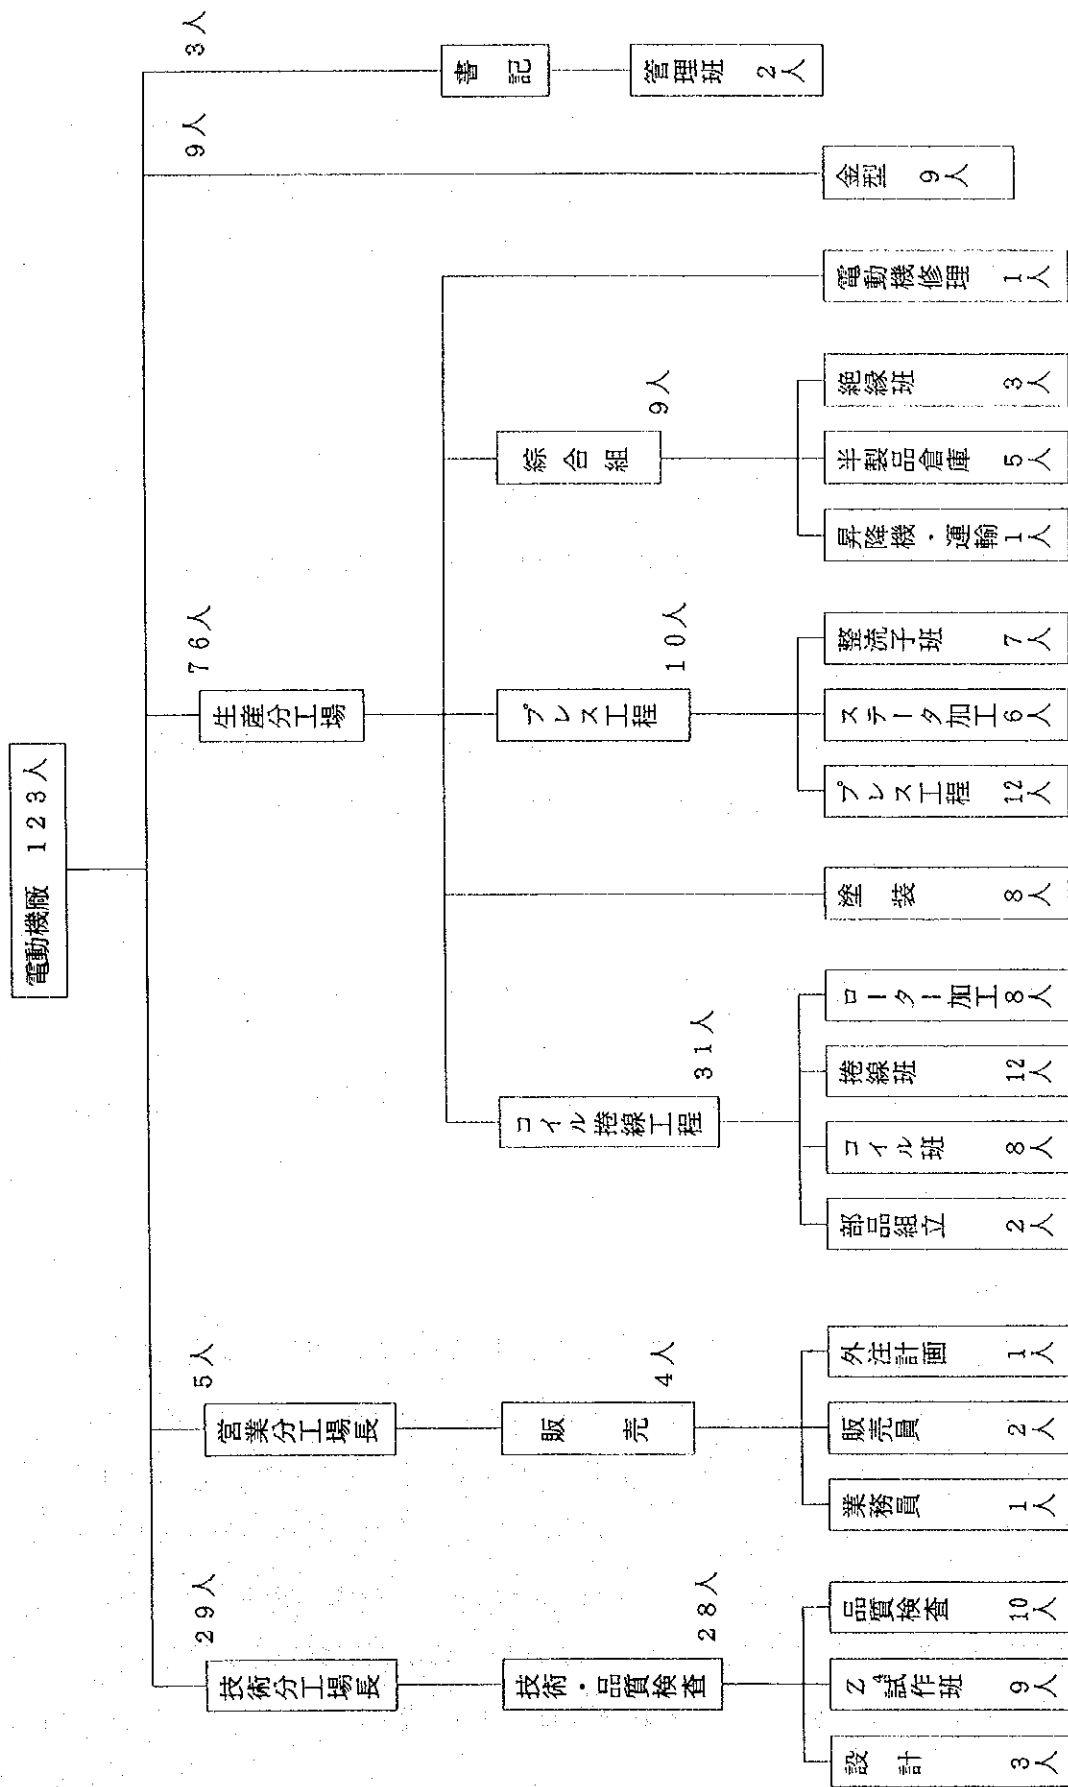 電動機廠 123人
29人
5人
76人
9人
3人
技術分工場長
営業分工場長
生産分工場
書記
管理班 2人
28人
4人
31人
10人
9人
技術・品質検査
販売
コイル捲線工程
プレス工程
綜合組
設計 3人
Z4試作班 9人
品質検査 10人
業務員 1人
販売員 2人
外注計画 1人
部品組立 2人
コイル班 8人
捲線班 12人
ローター加工 8人
塗装 8人
プレス工程 12人
ステータ加工 6人
整流子班 7人
昇降機・運輸 1人
半製品倉庫 5人
絶縁班 3人
電動機修理 1人
金型 9人